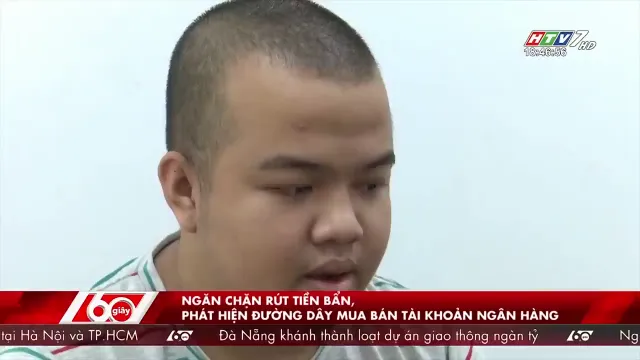 HTV7 HD
18:46:56
60 giây
NGĂN CHẶN RÚT TIỀN BẨN,
PHÁT HIỆN ĐƯỜNG DÂY MUA BÁN TÀI KHOẢN NGÂN HÀNG
tại Hà Nội và TP.HCM 60 Đà Nẵng khánh thành loạt dự án giao thông ngàn tỷ 60